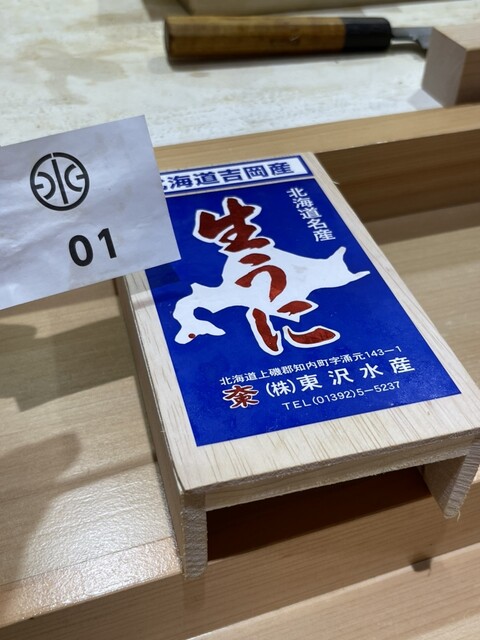 01
海道吉岡産
北海道名産
生うに
北海道上磯郡知内町字涌元143-1
(株)東沢水産
TEL(01392)5-5237